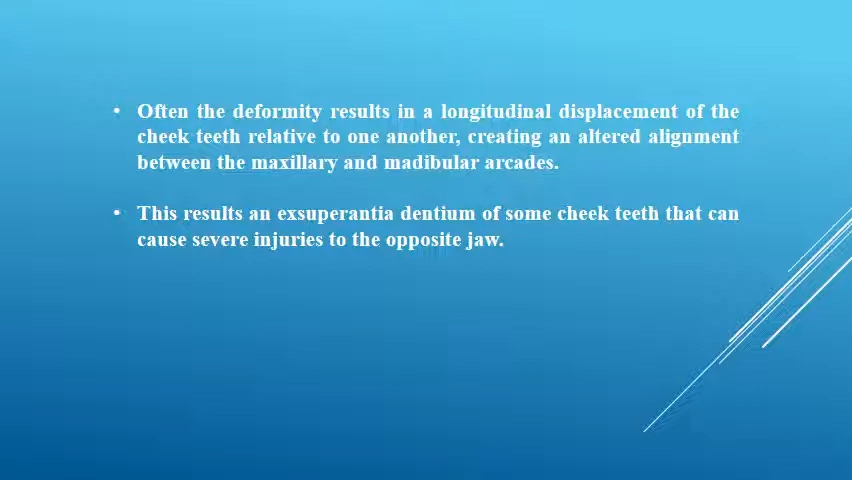 • Often the deformity results in a longitudinal displacement of the
cheek teeth relative to one another, creating an altered alignment
between the maxillary and madibular arcades.
• This results an exsuperantia dentium of some cheek teeth that can
cause severe injuries to the opposite jaw.